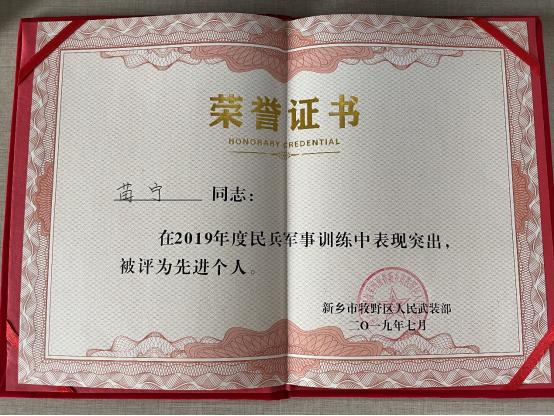 荣誉证书
HONORARY CREDENTIAL
苗宁 同志：
在2019年度民兵军事训练中表现突出，
被评为先进个人。
新乡市牧野区人民武装部
二〇一九年七月